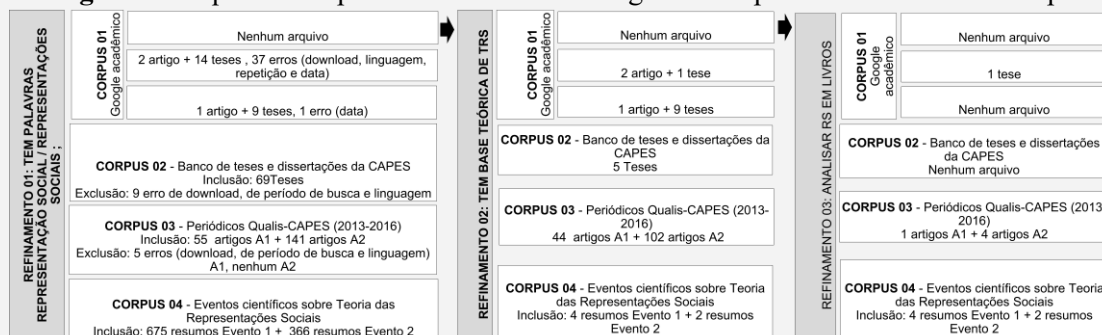 REFINAMENTO 01: TEM PALAVRAS
REPRESENTAÇÃO SOCIAL / REPRESENTAÇÕES
SOCIAIS ;
CORPUS 01
Google acadêmico
Nenhum arquivo
2 artigo + 14 teses , 37 erros (download, linguagem,
repetição e data)
1 artigo + 9 teses, 1 erro (data)
CORPUS 02 - Banco de teses e dissertações da CAPES
Inclusão: 69Teses
Exclusão: 9 erro de download, de período de busca e linguagem
CORPUS 03 - Periódicos Qualis-CAPES (2013-2016)
Inclusão: 55 artigos A1 + 141 artigos A2
Exclusão: 5 erros (download, de período de busca e linguagem)
A1, nenhum A2
CORPUS 04 - Eventos científicos sobre Teoria das
Representações Sociais
Inclusão: 675 resumos Evento 1 + 366 resumos Evento 2
REFINAMENTO 02: TEM BASE TEÓRICA DE TRS
CORPUS 01
Google acadêmico
Nenhum arquivo
2 artigo + 1 tese
1 artigo + 9 teses
CORPUS 02 - Banco de teses e dissertações da
CAPES
5 Teses
CORPUS 03 - Periódicos Qualis-CAPES (2013-
2016)
44 artigos A1 + 102 artigos A2
CORPUS 04 - Eventos científicos sobre Teoria
das Representações Sociais
Inclusão: 4 resumos Evento 1 + 2 resumos
Evento 2
REFINAMENTO 03: ANALISAR RS EM LIVROS
CORPUS 01
Google
acadêmico
Nenhum arquivo
1 tese
Nenhum arquivo
CORPUS 02 - Banco de teses e dissertações
da CAPES
Nenhum arquivo
CORPUS 03 - Periódicos Qualis-CAPES (2013
2016)
1 artigos A1 + 4 artigos A2
CORPUS 04 - Eventos científicos sobre Teoria
das Representações Sociais
Inclusão: 4 resumos Evento 1 + 2 resumos
Evento 2